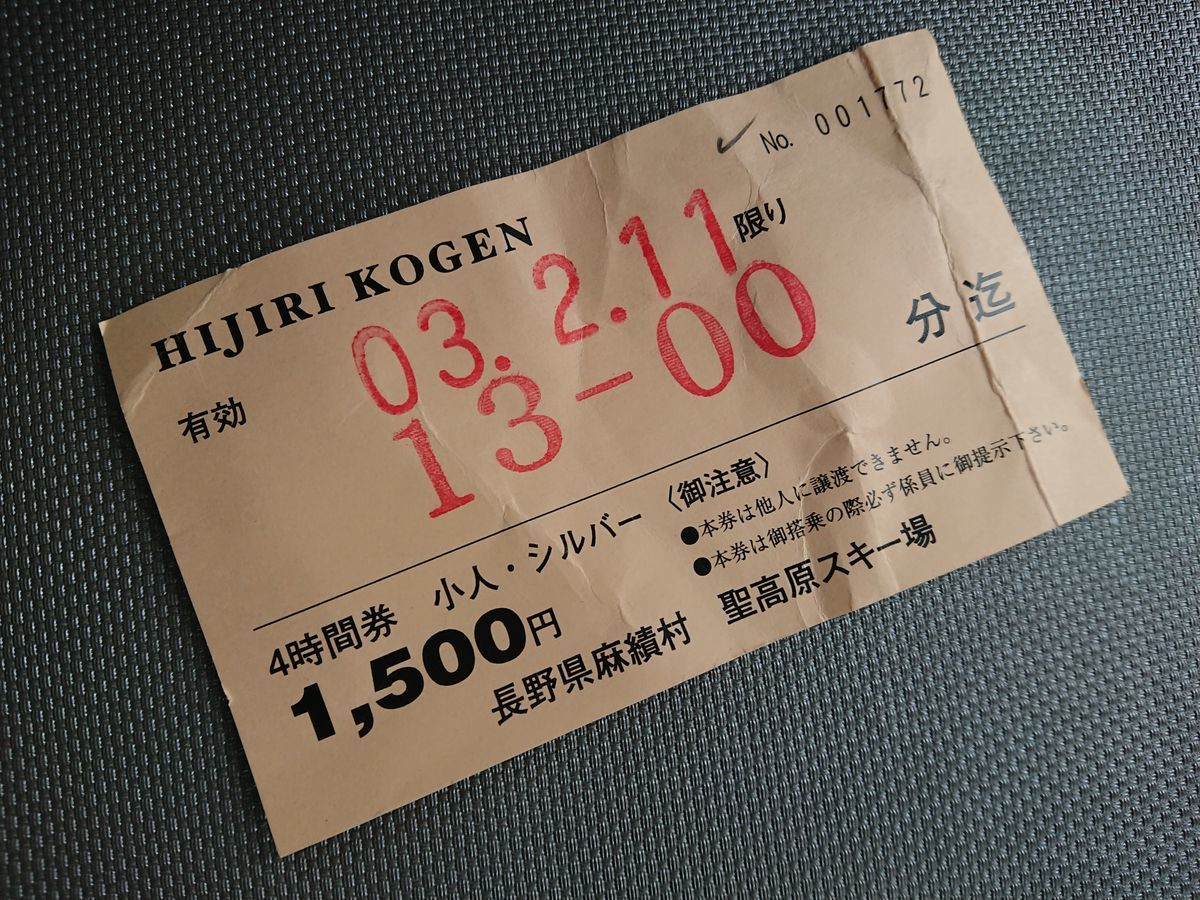 No. 001772
HIJIRI KOGEN
有効 03.2.11 限り
13-00 分迄
4時間券 小人・シルバー
1,500円
〈御注意〉
●本券は他人に譲渡できません。
●本券は御搭乗の際必ず係員に御提示下さい。
長野県麻績村 聖高原スキー場